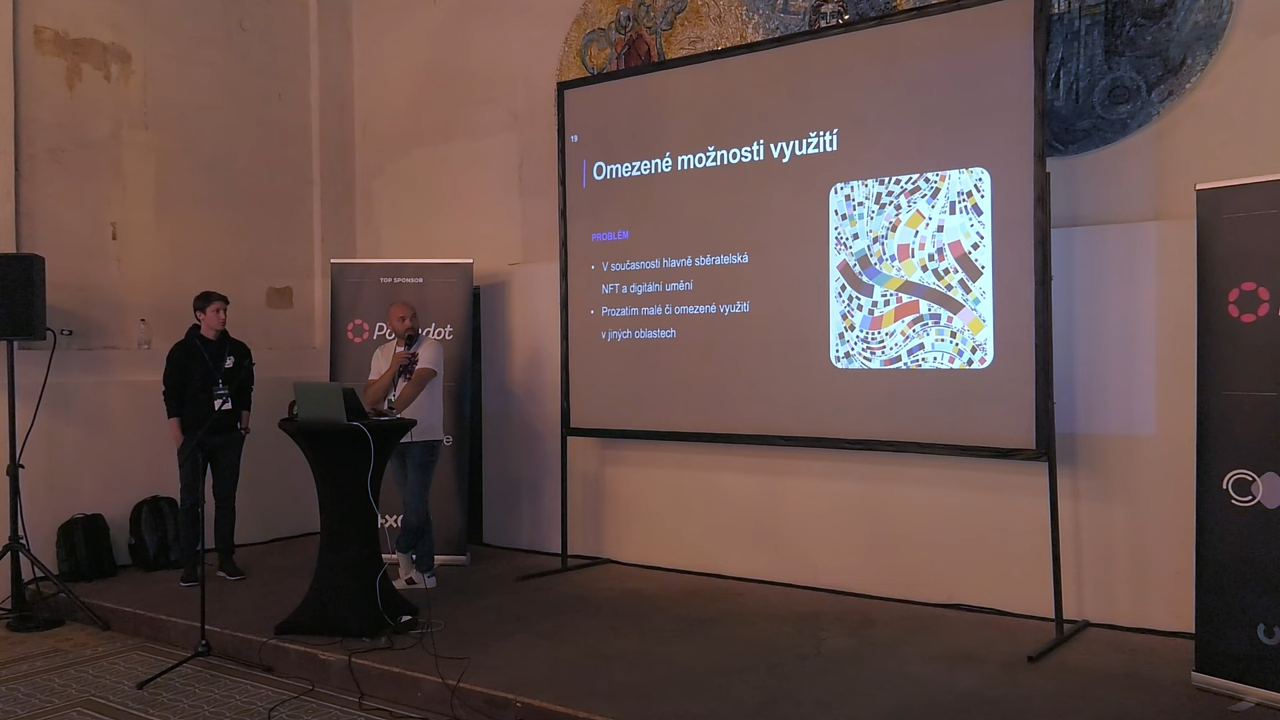 19
Omezené možnosti využití
PROBLÉM
• V současnosti hlavně sběratelská
NFT a digitální umění
• Prozatím malé či omezené využití
v jiných oblastech
TOP SPONSOR